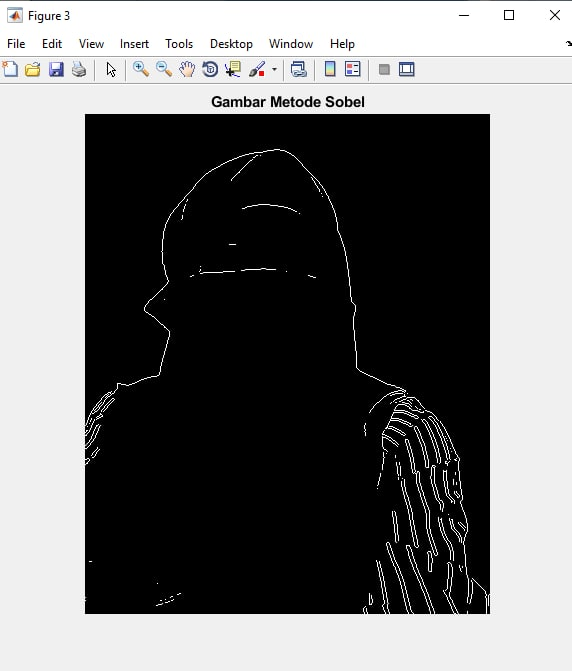 Figure 3
File Edit View Insert Tools Desktop Window Help
Gambar Metode Sobel